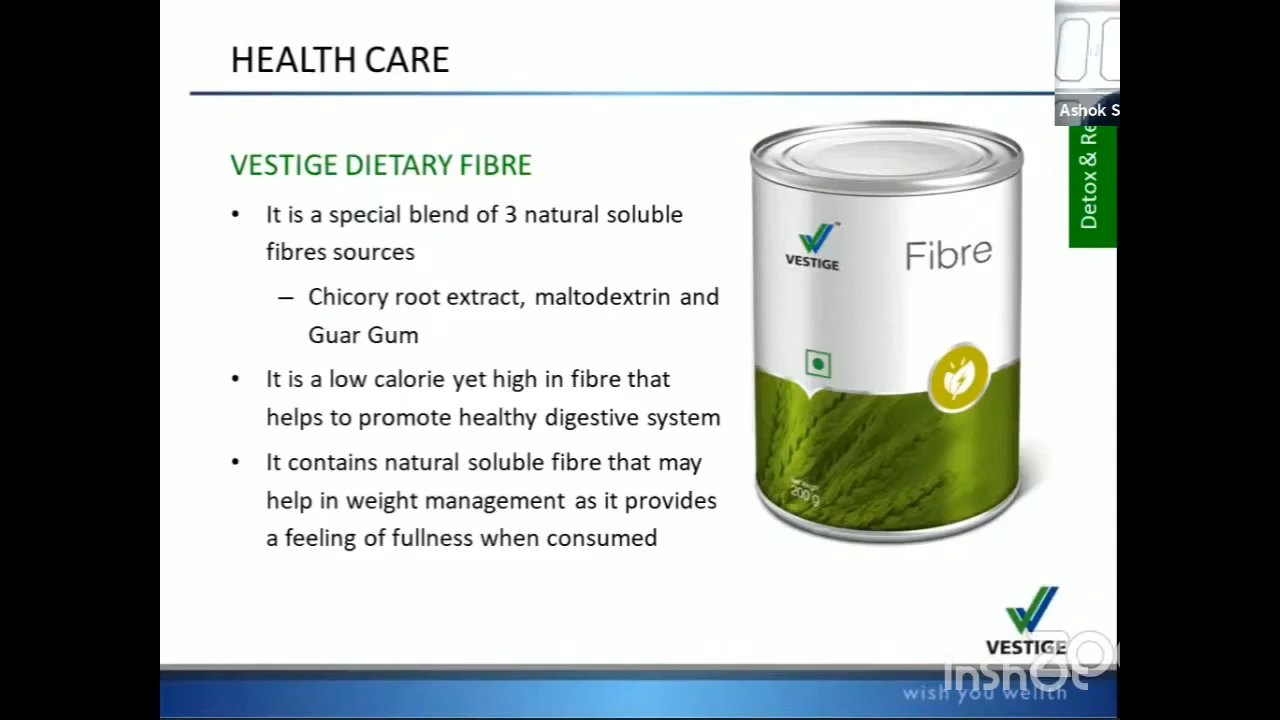 HEALTH CARE
Ashok S
Detox & Re
VESTIGE DIETARY FIBRE
• It is a special blend of 3 natural soluble
fibres sources
– Chicory root extract, maltodextrin and
Guar Gum
• It is a low calorie yet high in fibre that
helps to promote healthy digestive system
• It contains natural soluble fibre that may
help in weight management as it provides
a feeling of fullness when consumed
VESTIGE
Fibre
200 g
VESTIGE
InShOt
wish you wellth